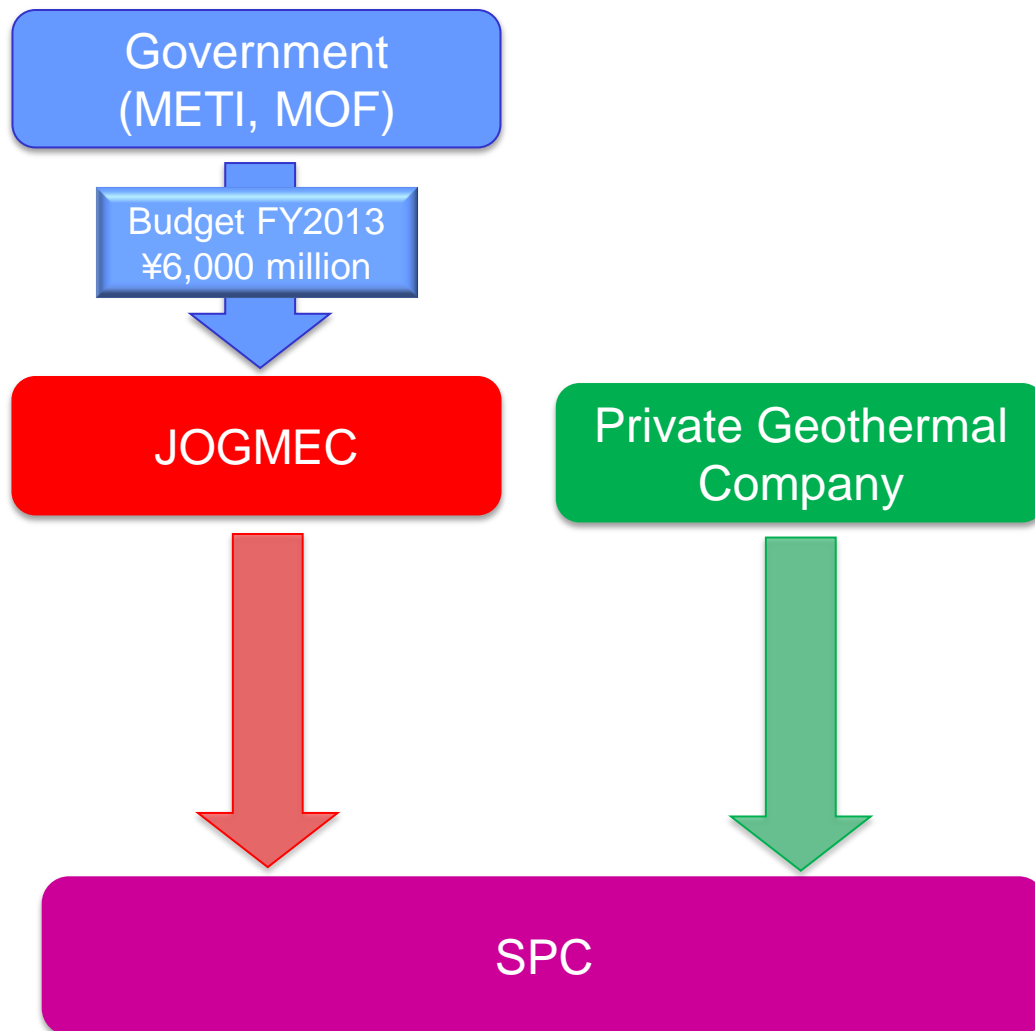 Government
(METI, MOF)
Budget FY2013
¥6,000 million
JOGMEC
Private Geothermal
Company
SPC